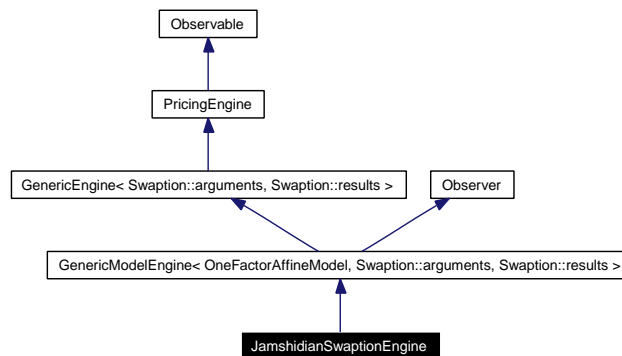 Observable
PricingEngine
GenericEngine< Swaption::arguments, Swaption::results >
Observer
GenericModelEngine< OneFactorAffineModel, Swaption::arguments, Swaption::results >
JamshidianSwaptionEngine